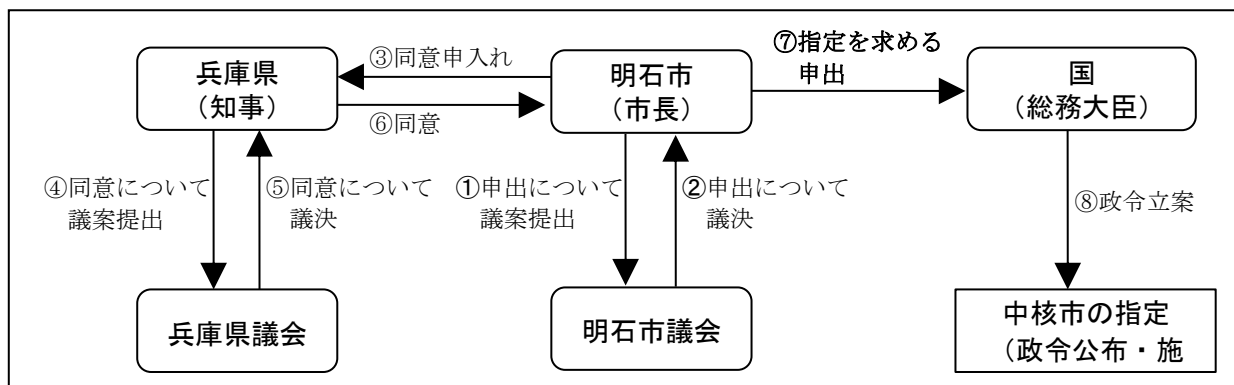 兵庫県
（知事）
③同意申入れ
⑥同意
明石市
（市長）
⑦指定を求める
申出
国
（総務大臣）
④同意について
議案提出
⑤同意について
議決
①申出について
議案提出
②申出について
議決
⑧政令立案
兵庫県議会
明石市議会
中核市の指定
（政令公布・施